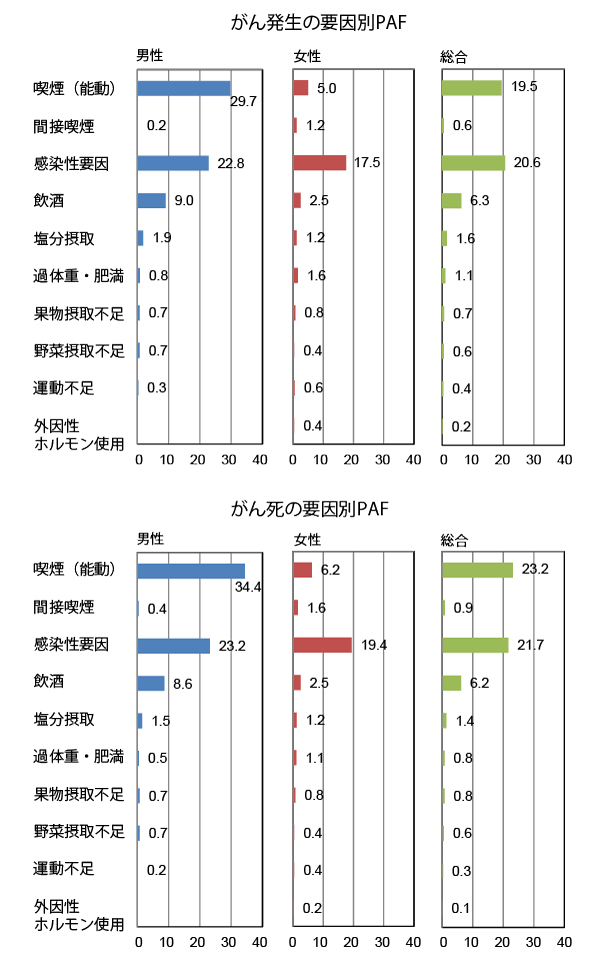 がん発生の要因別PAF
男性 女性 総合
喫煙（能動） 29.7 5.0 19.5
間接喫煙 0.2 1.2 0.6
感染性要因 22.8 17.5 20.6
飲酒 9.0 2.5 6.3
塩分摂取 1.9 1.2 1.6
過体重・肥満 0.8 1.6 1.1
果物摂取不足 0.7 0.8 0.7
野菜摂取不足 0.7 0.4 0.6
運動不足 0.3 0.6 0.4
外因性
ホルモン使用 0.4 0.2
0 10 20 30 40 0 10 20 30 40 0 10 20 30 40
がん死の要因別PAF
男性 女性 総合
喫煙（能動） 34.4 6.2 23.2
間接喫煙 0.4 1.6 0.9
感染性要因 23.2 19.4 21.7
飲酒 8.6 2.5 6.2
塩分摂取 1.5 1.2 1.4
過体重・肥満 0.5 1.1 0.8
果物摂取不足 0.7 0.8 0.8
野菜摂取不足 0.7 0.4 0.6
運動不足 0.2 0.4 0.3
外因性
ホルモン使用 0.2 0.1
0 10 20 30 40 0 10 20 30 40 0 10 20 30 40